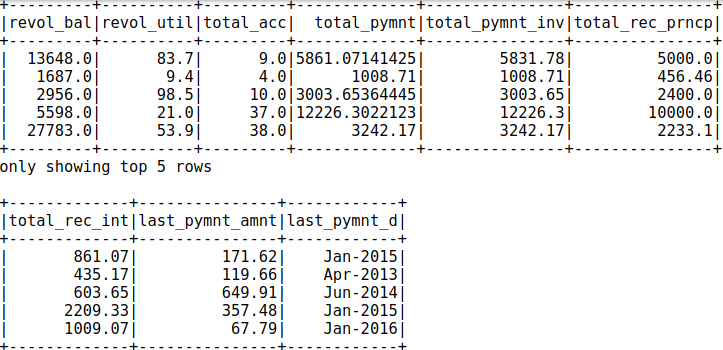 +---------+----------+---------+-------------+---------------+---------------+
|revol_bal|revol_util|total_acc|  total_pymnt|total_pymnt_inv|total_rec_prncp|
+---------+----------+---------+-------------+---------------+---------------+
|  13648.0|      83.7|      9.0|5861.07141425|        5831.78|         5000.0|
|   1687.0|       9.4|      4.0|      1008.71|        1008.71|         456.46|
|   2956.0|      98.5|     10.0|3003.65364445|        3003.65|         2400.0|
|   5598.0|      21.0|     37.0|12226.3022123|        12226.3|        10000.0|
|  27783.0|      53.9|     38.0|      3242.17|        3242.17|         2233.1|
+---------+----------+---------+-------------+---------------+---------------+
only showing top 5 rows

+-------------+---------------+------------+
|total_rec_int|last_pymnt_amnt|last_pymnt_d|
+-------------+---------------+------------+
|       861.07|         171.62|    Jan-2015|
|       435.17|         119.66|    Apr-2013|
|       603.65|         649.91|    Jun-2014|
|      2209.33|         357.48|    Jan-2015|
|      1009.07|          67.79|    Jan-2016|
+-------------+---------------+------------+